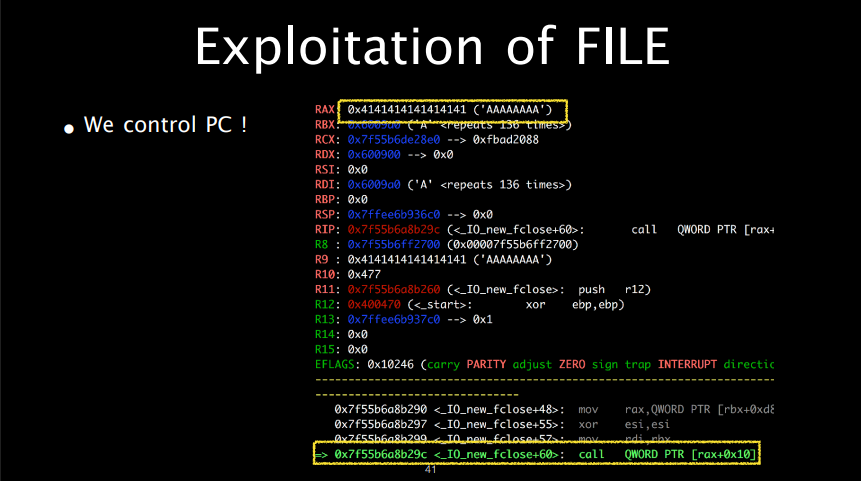 Exploitation of FILE
• We control PC !
RAX: 0x4141414141414141 ('AAAAAAAA')
RBX: 0x6009a0 ('A' <repeats 136 times>)
RCX: 0x7f55b6de28e0 --> 0xfbad2088
RDX: 0x600900 --> 0x0
RSI: 0x0
RDI: 0x6009a0 ('A' <repeats 136 times>)
RBP: 0x0
RSP: 0x7ffee6b936c0 --> 0x0
RIP: 0x7f55b6a8b29c (<_IO_new_fclose+60>: call QWORD PTR [rax+
R8 : 0x7f55b6ff2700 (0x00007f55b6ff2700)
R9 : 0x4141414141414141 ('AAAAAAAA')
R10: 0x477
R11: 0x7f55b6a8b260 (<_IO_new_fclose>: push r12)
R12: 0x400470 (<_start>: xor ebp,ebp)
R13: 0x7ffee6b937c0 --> 0x1
R14: 0x0
R15: 0x0
EFLAGS: 0x10246 (carry PARITY adjust ZERO sign trap INTERRUPT directio
0x7f55b6a8b290 <_IO_new_fclose+48>: mov rax,QWORD PTR [rbx+0xd8
0x7f55b6a8b297 <_IO_new_fclose+55>: xor esi,esi
0x7f55b6a8b299 <_IO_new_fclose+57>: mov rdi,rbx
=> 0x7f55b6a8b29c <_IO_new_fclose+60>: call QWORD PTR [rax+0x10]
41